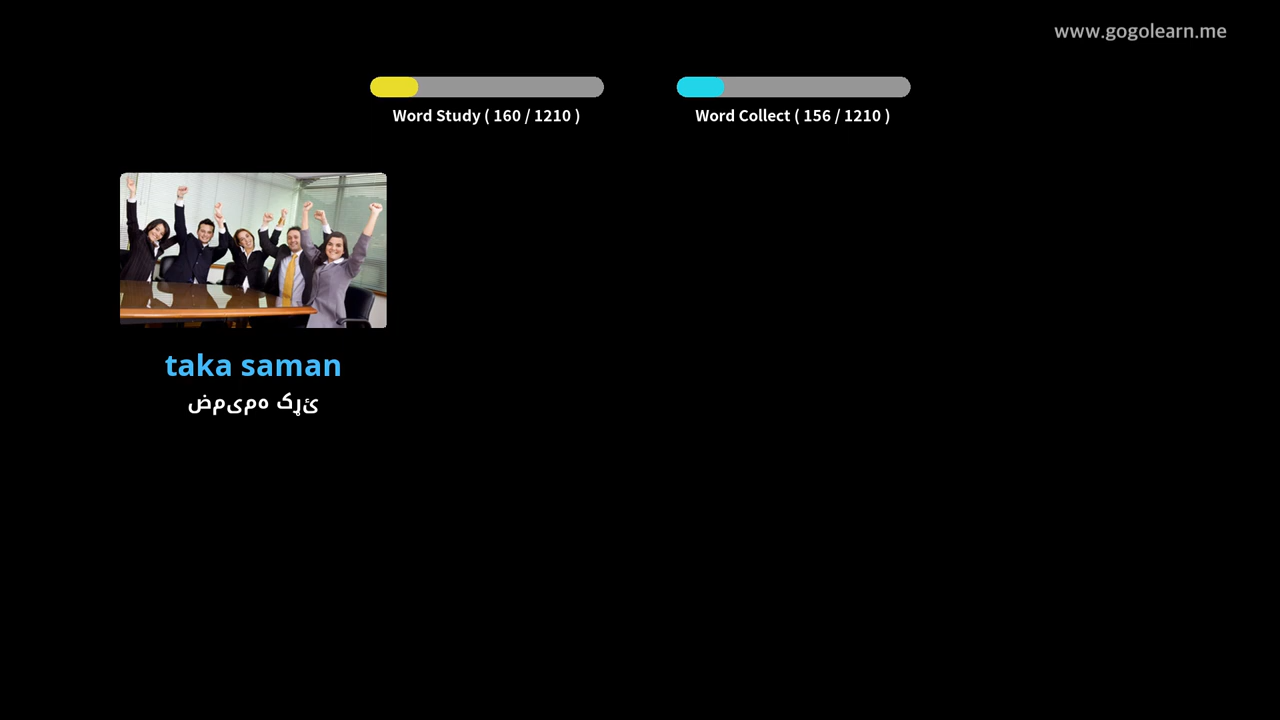 www.gogolearn.me
Word Study ( 160 / 1210 )
Word Collect ( 156 / 1210 )
taka saman
ضمیمه کړئ